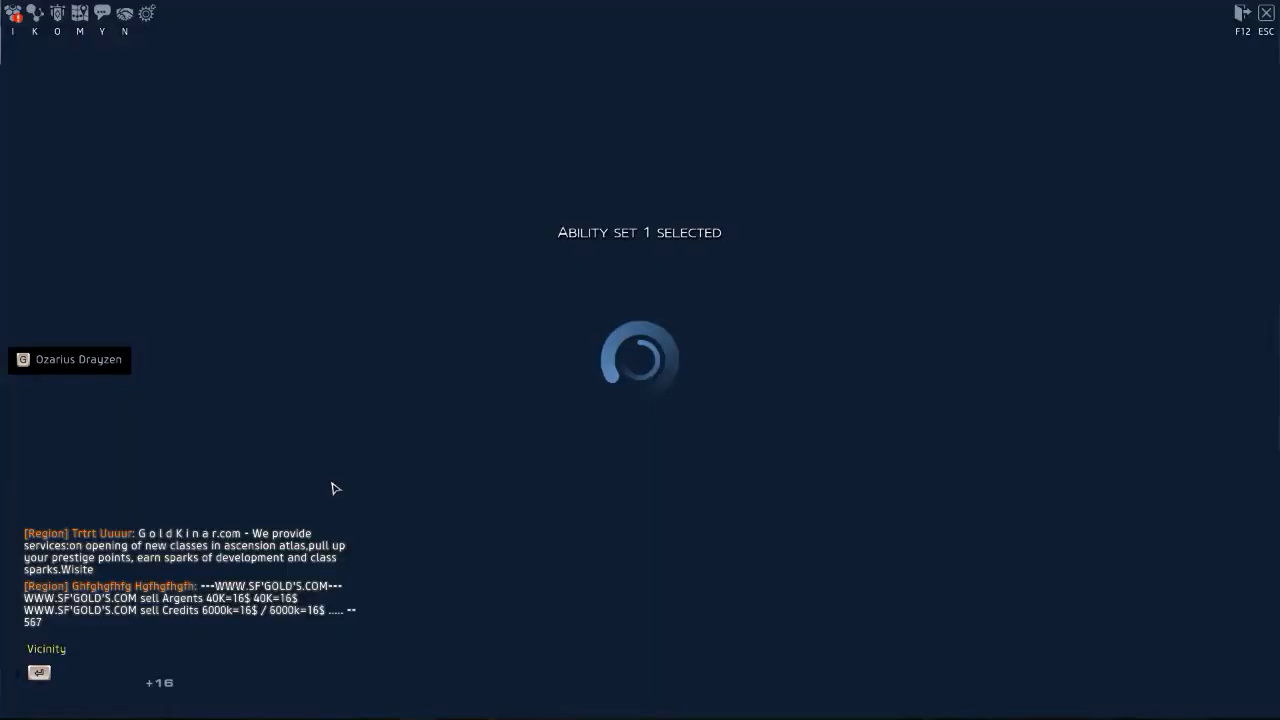 I K O M Y N
F12 ESC
ABILITY SET 1 SELECTED
G Ozarius Drayzen
[Region] Trtrt Uuuur: G o l d K i n a r.com - We provide
services:on opening of new classes in ascension atlas,pull up
your prestige points, earn sparks of development and class
sparks.Wisite
[Region] Ghfghgfhfg Hgfhgfhgfh: ---WWW.SF'GOLD'S.COM---
WWW.SF'GOLD'S.COM sell Argents 40K=16$ 40K=16$
WWW.SF'GOLD'S.COM sell Credits 6000k=16$ / 6000k=16$ ..... --
567
Vicinity
+16